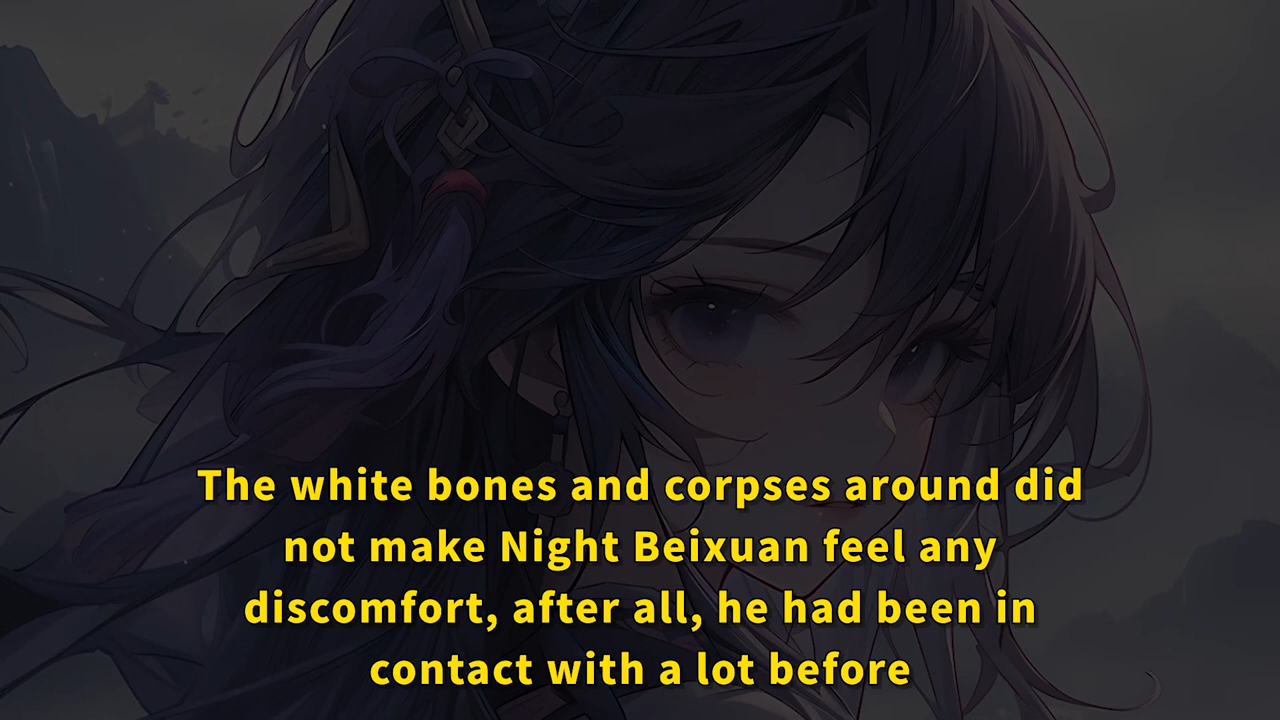 The white bones and corpses around did
not make Night Beixuan feel any
discomfort, after all, he had been in
contact with a lot before